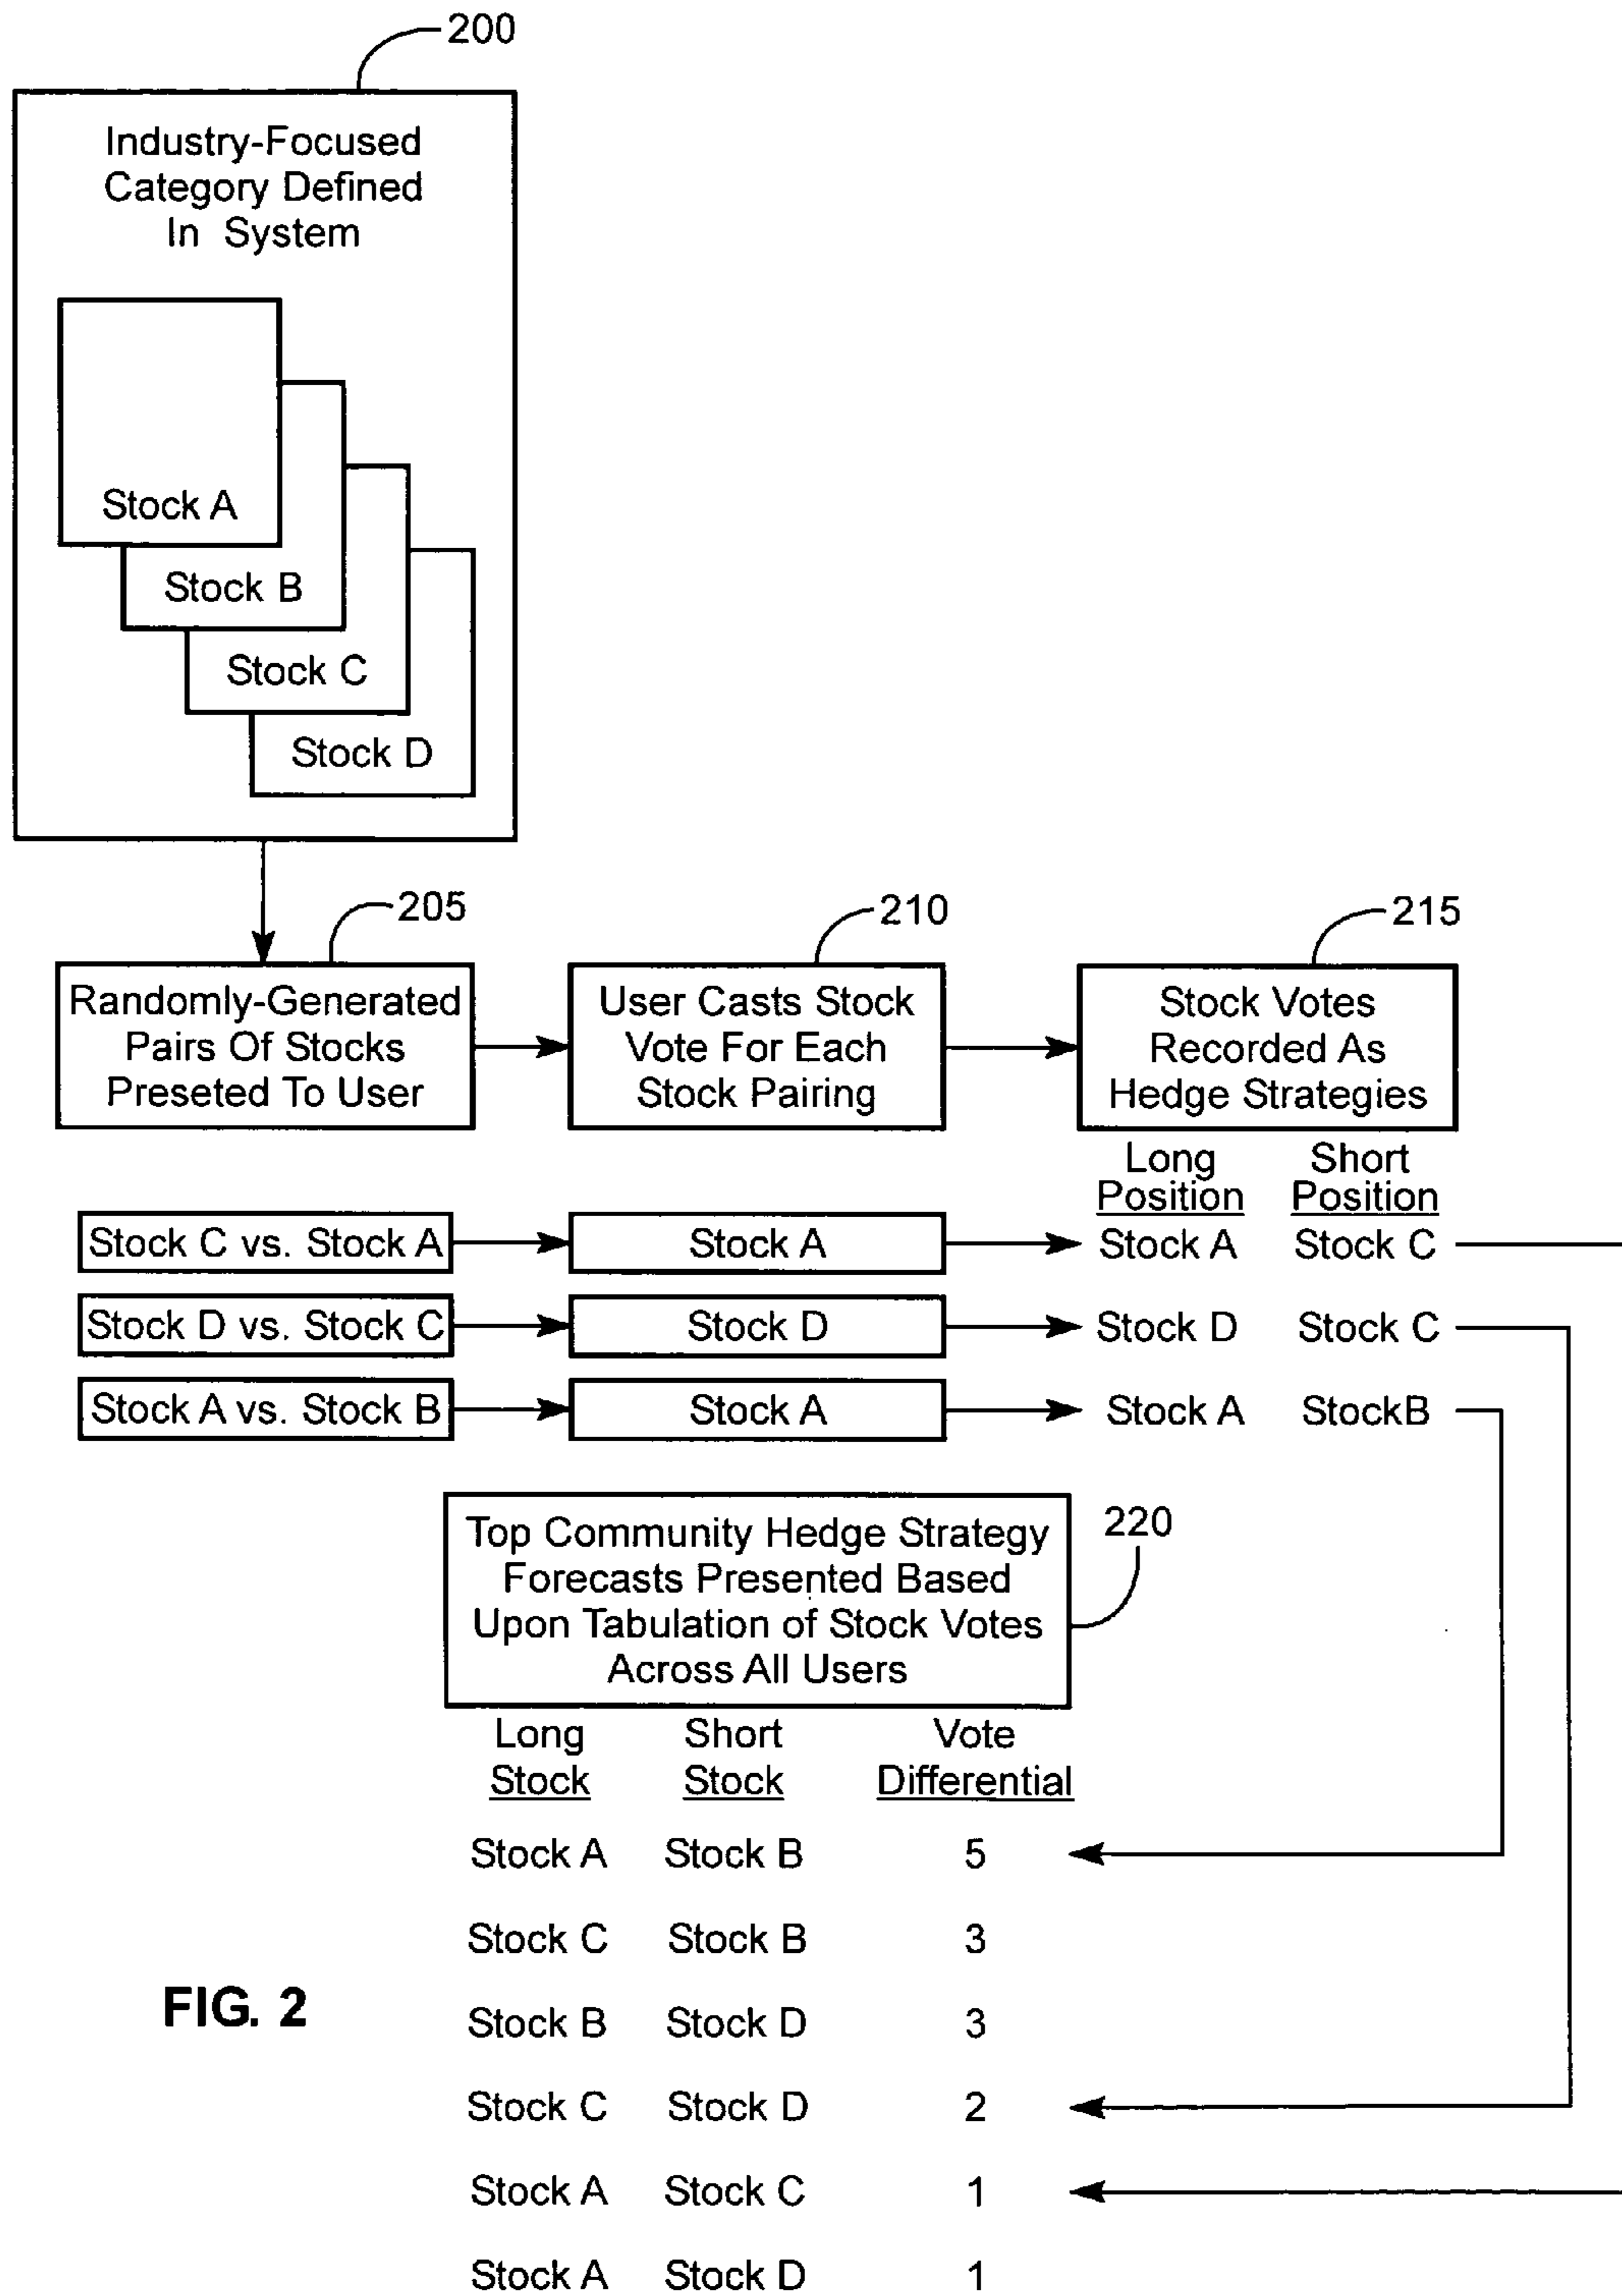 200
Industry-Focused
Category Defined
In System
Stock A
Stock B
Stock C
Stock D
205
210
215
Randomly-Generated
Pairs Of Stocks
Preseted To User
User Casts Stock
Vote For Each
Stock Pairing
Stock Votes
Recorded As
Hedge Strategies
Long Position
Short Position
Stock C vs. Stock A
Stock A
Stock A
Stock C
Stock D vs. Stock C
Stock D
Stock D
Stock C
Stock A vs. Stock B
Stock A
Stock A
StockB
Top Community Hedge Strategy
Forecasts Presented Based
Upon Tabulation of Stock Votes
Across All Users
220
Long Stock
Short Stock
Vote Differential
Stock A Stock B 5
Stock C Stock B 3
Stock B Stock D 3
Stock C Stock D 2
Stock A Stock C 1
Stock A Stock D 1
FIG. 2